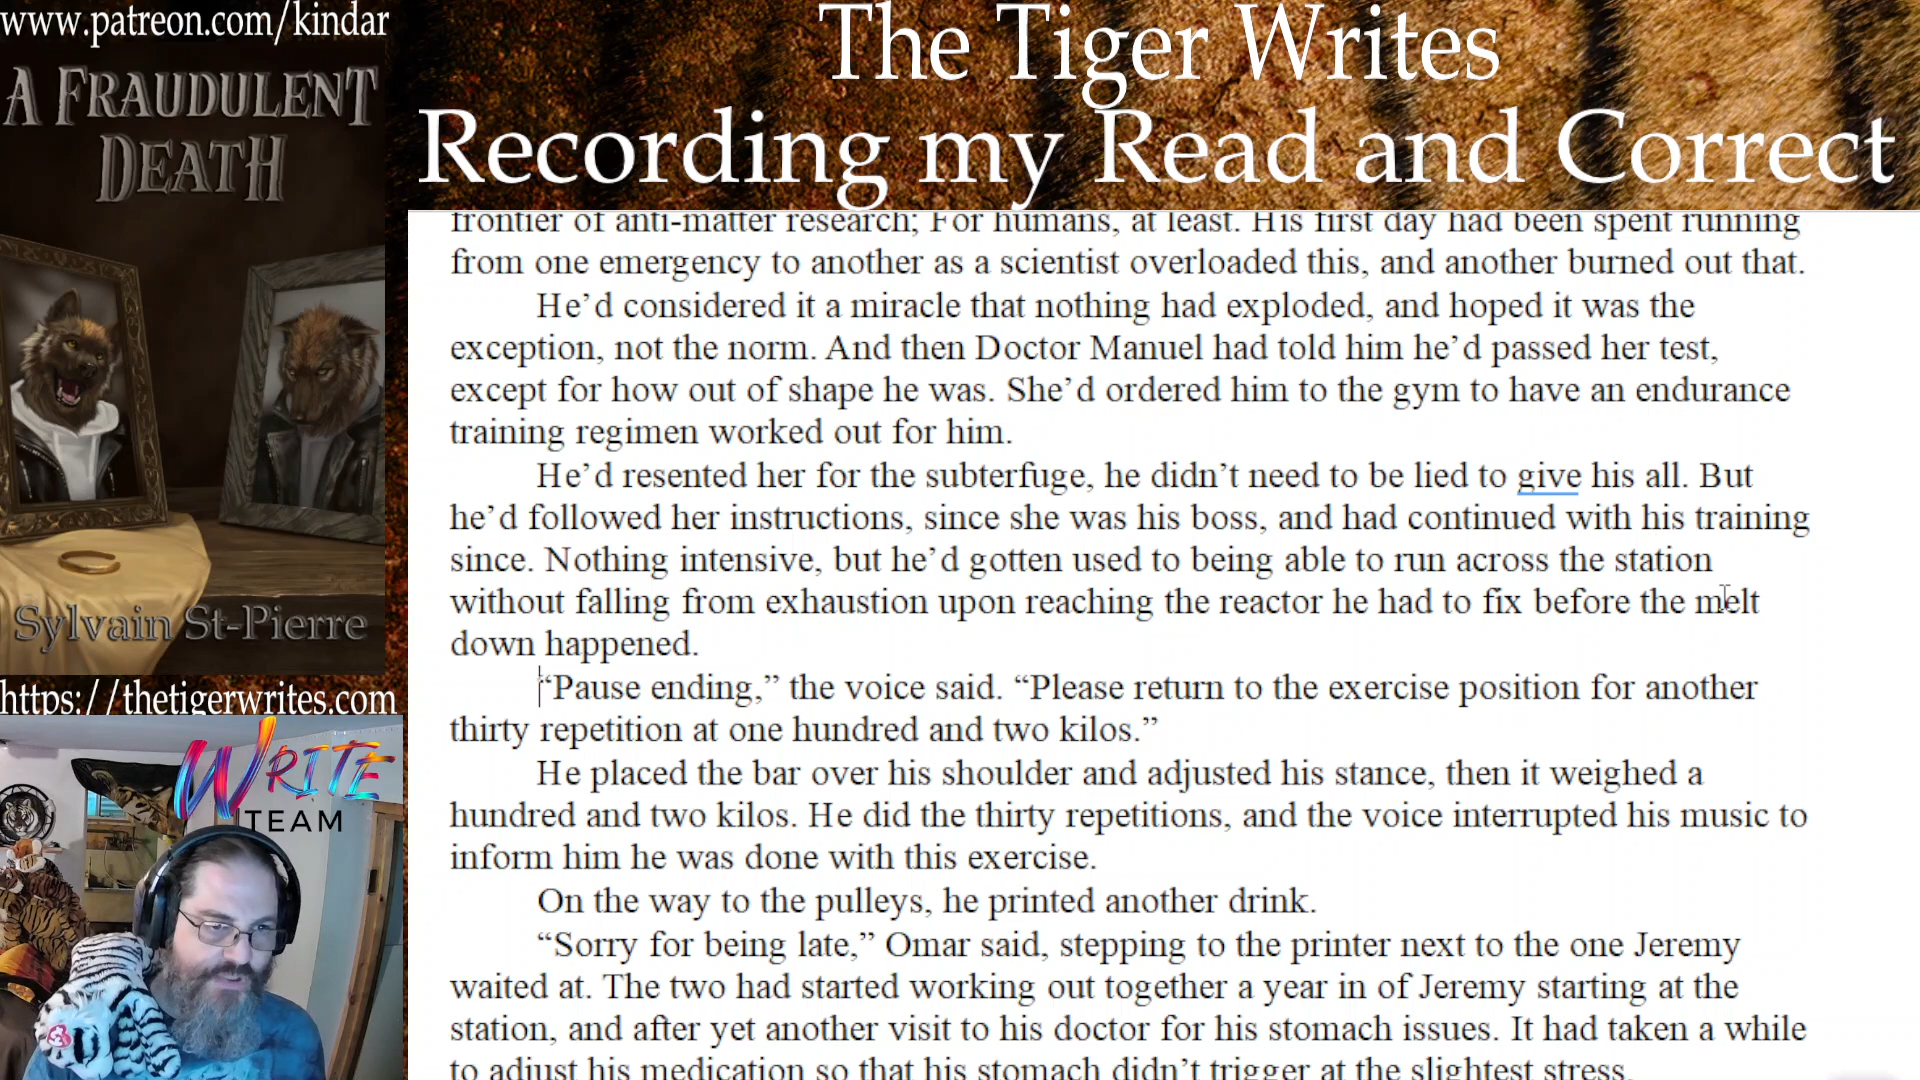 www.patreon.com/kindar
A FRAUDULENT
DEATH
Sylvain St-Pierre
https://thetigerwrites.com
WRITE
TEAM
The Tiger Writes
Recording my Read and Correct
frontier of anti-matter research; For humans, at least. His first day had been spent running
from one emergency to another as a scientist overloaded this, and another burned out that.
He’d considered it a miracle that nothing had exploded, and hoped it was the
exception, not the norm. And then Doctor Manuel had told him he’d passed her test,
except for how out of shape he was. She’d ordered him to the gym to have an endurance
training regimen worked out for him.
He’d resented her for the subterfuge, he didn’t need to be lied to give his all. But
he’d followed her instructions, since she was his boss, and had continued with his training
since. Nothing intensive, but he’d gotten used to being able to run across the station
without falling from exhaustion upon reaching the reactor he had to fix before the melt
down happened.
“Pause ending,” the voice said. “Please return to the exercise position for another
thirty repetition at one hundred and two kilos.”
He placed the bar over his shoulder and adjusted his stance, then it weighed a
hundred and two kilos. He did the thirty repetitions, and the voice interrupted his music to
inform him he was done with this exercise.
On the way to the pulleys, he printed another drink.
“Sorry for being late,” Omar said, stepping to the printer next to the one Jeremy
waited at. The two had started working out together a year in of Jeremy starting at the
station, and after yet another visit to his doctor for his stomach issues. It had taken a while
to adjust his medication so that his stomach didn’t trigger at the slightest stress.